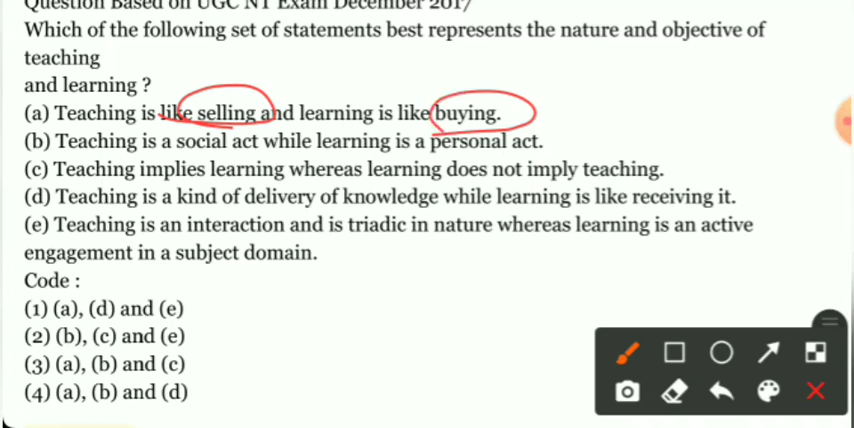 Question Based on UGC NT Exam December 2017
Which of the following set of statements best represents the nature and objective of
teaching
and learning ?
(a) Teaching is like selling and learning is like buying.
(b) Teaching is a social act while learning is a personal act.
(c) Teaching implies learning whereas learning does not imply teaching.
(d) Teaching is a kind of delivery of knowledge while learning is like receiving it.
(e) Teaching is an interaction and is triadic in nature whereas learning is an active
engagement in a subject domain.
Code :
(1) (a), (d) and (e)
(2) (b), (c) and (e)
(3) (a), (b) and (c)
(4) (a), (b) and (d)